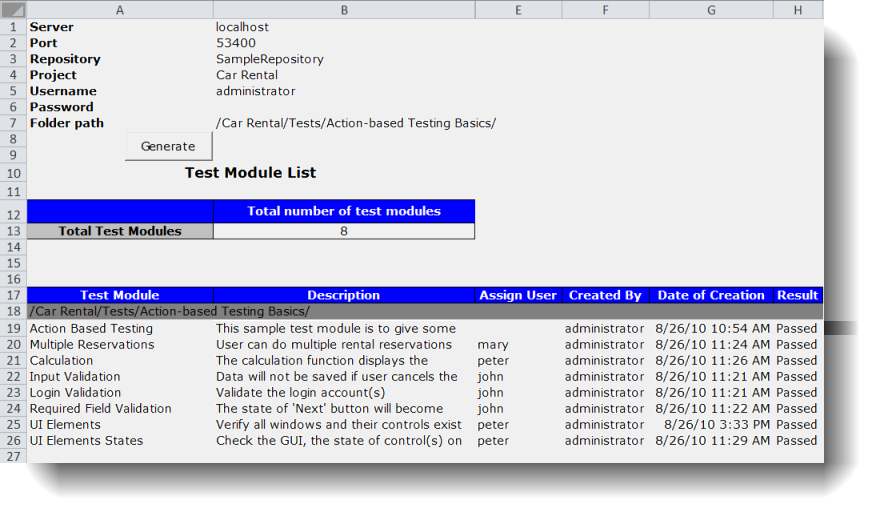 A B E F G H
1 Server localhost
2 Port 53400
3 Repository SampleRepository
4 Project Car Rental
5 Username administrator
6 Password
7 Folder path /Car Rental/Tests/Action-based Testing Basics/
8
Generate
9
10 Test Module List
11
12 Total number of test modules
13 Total Test Modules 8
14
15
16
17 Test Module Description Assign User Created By Date of Creation Result
18 /Car Rental/Tests/Action-based Testing Basics/
19 Action Based Testing This sample test module is to give some administrator 8/26/10 10:54 AM Passed
20 Multiple Reservations User can do multiple rental reservations mary administrator 8/26/10 11:24 AM Passed
21 Calculation The calculation function displays the peter administrator 8/26/10 11:26 AM Passed
22 Input Validation Data will not be saved if user cancels the john administrator 8/26/10 11:21 AM Passed
23 Login Validation Validate the login account(s) john administrator 8/26/10 11:21 AM Passed
24 Required Field Validation The state of 'Next' button will become john administrator 8/26/10 11:22 AM Passed
25 UI Elements Verify all windows and their controls exist peter administrator 8/26/10 3:33 PM Passed
26 UI Elements States Check the GUI, the state of control(s) on peter administrator 8/26/10 11:29 AM Passed
27